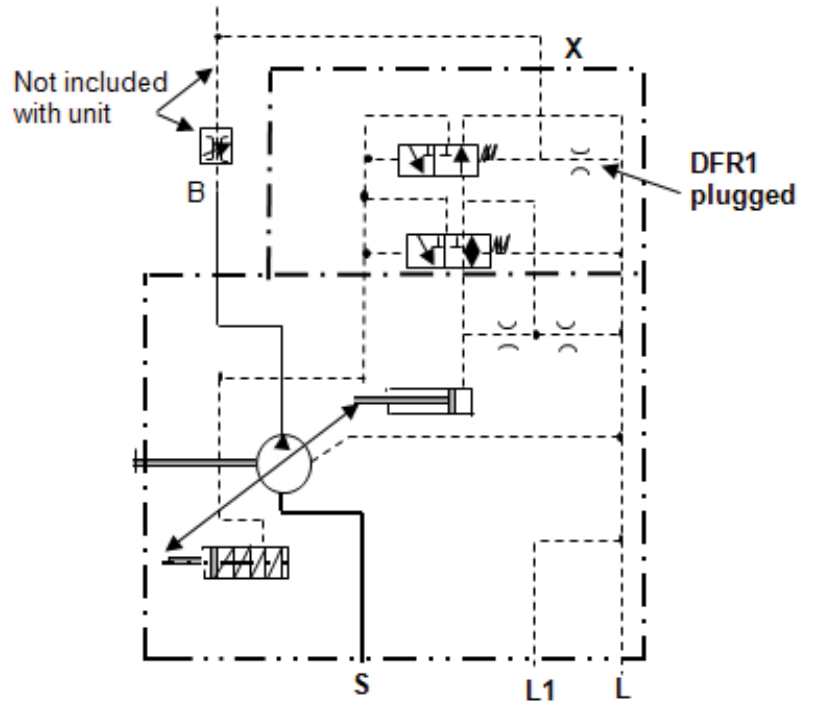 X
Not included
with unit
B
DFR1
plugged
S
L1
L